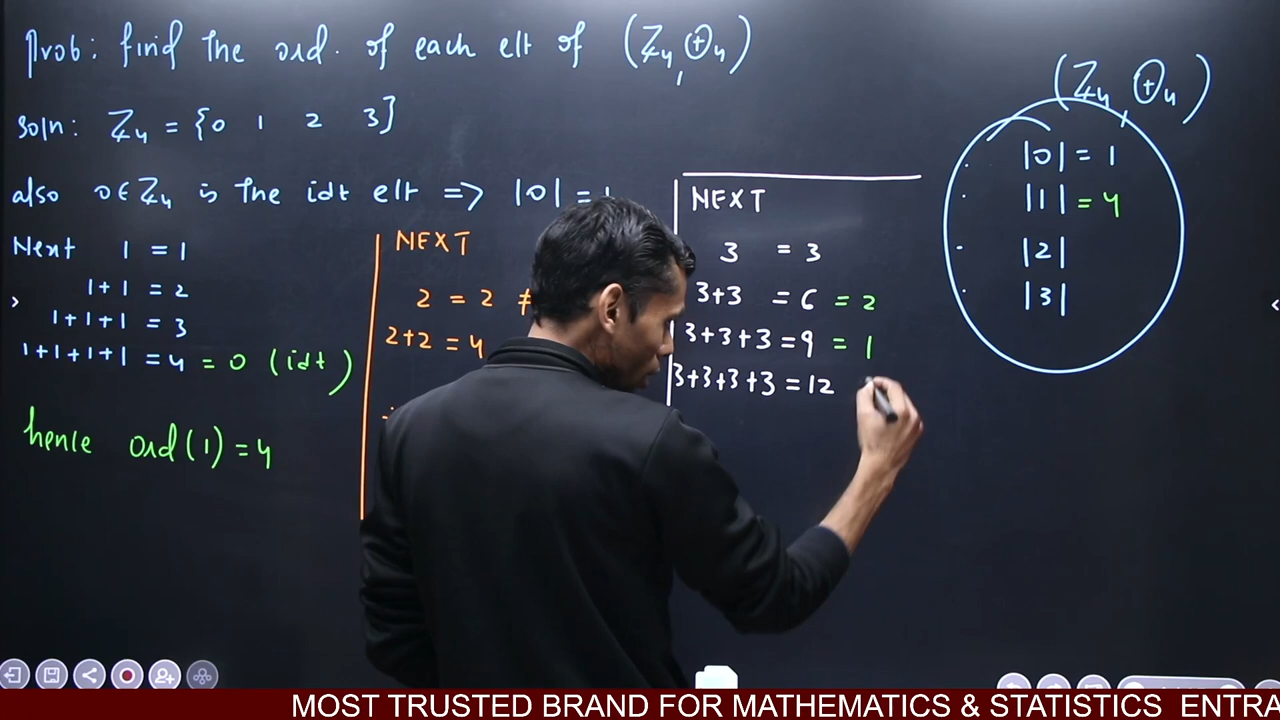 Prob: find the ord. of each elt of (Z₄, ⊕₄)
Soln: Z₄ = {0 1 2 3}
also 0∈Z₄ is the idt elt => |0| = 1
Next 1 = 1
1+1 = 2
1+1+1 = 3
1+1+1+1 = 4 = 0 (idt)
hence ord(1) = 4
NEXT
2 = 2 ≠
2+2 = 4
NEXT
3 = 3
3+3 = 6 = 2
3+3+3 = 9 = 1
3+3+3+3 = 12
(Z₄, ⊕₄)
|0| = 1
|1| = 4
|2|
|3|
MOST TRUSTED BRAND FOR MATHEMATICS & STATISTICS ENTRA